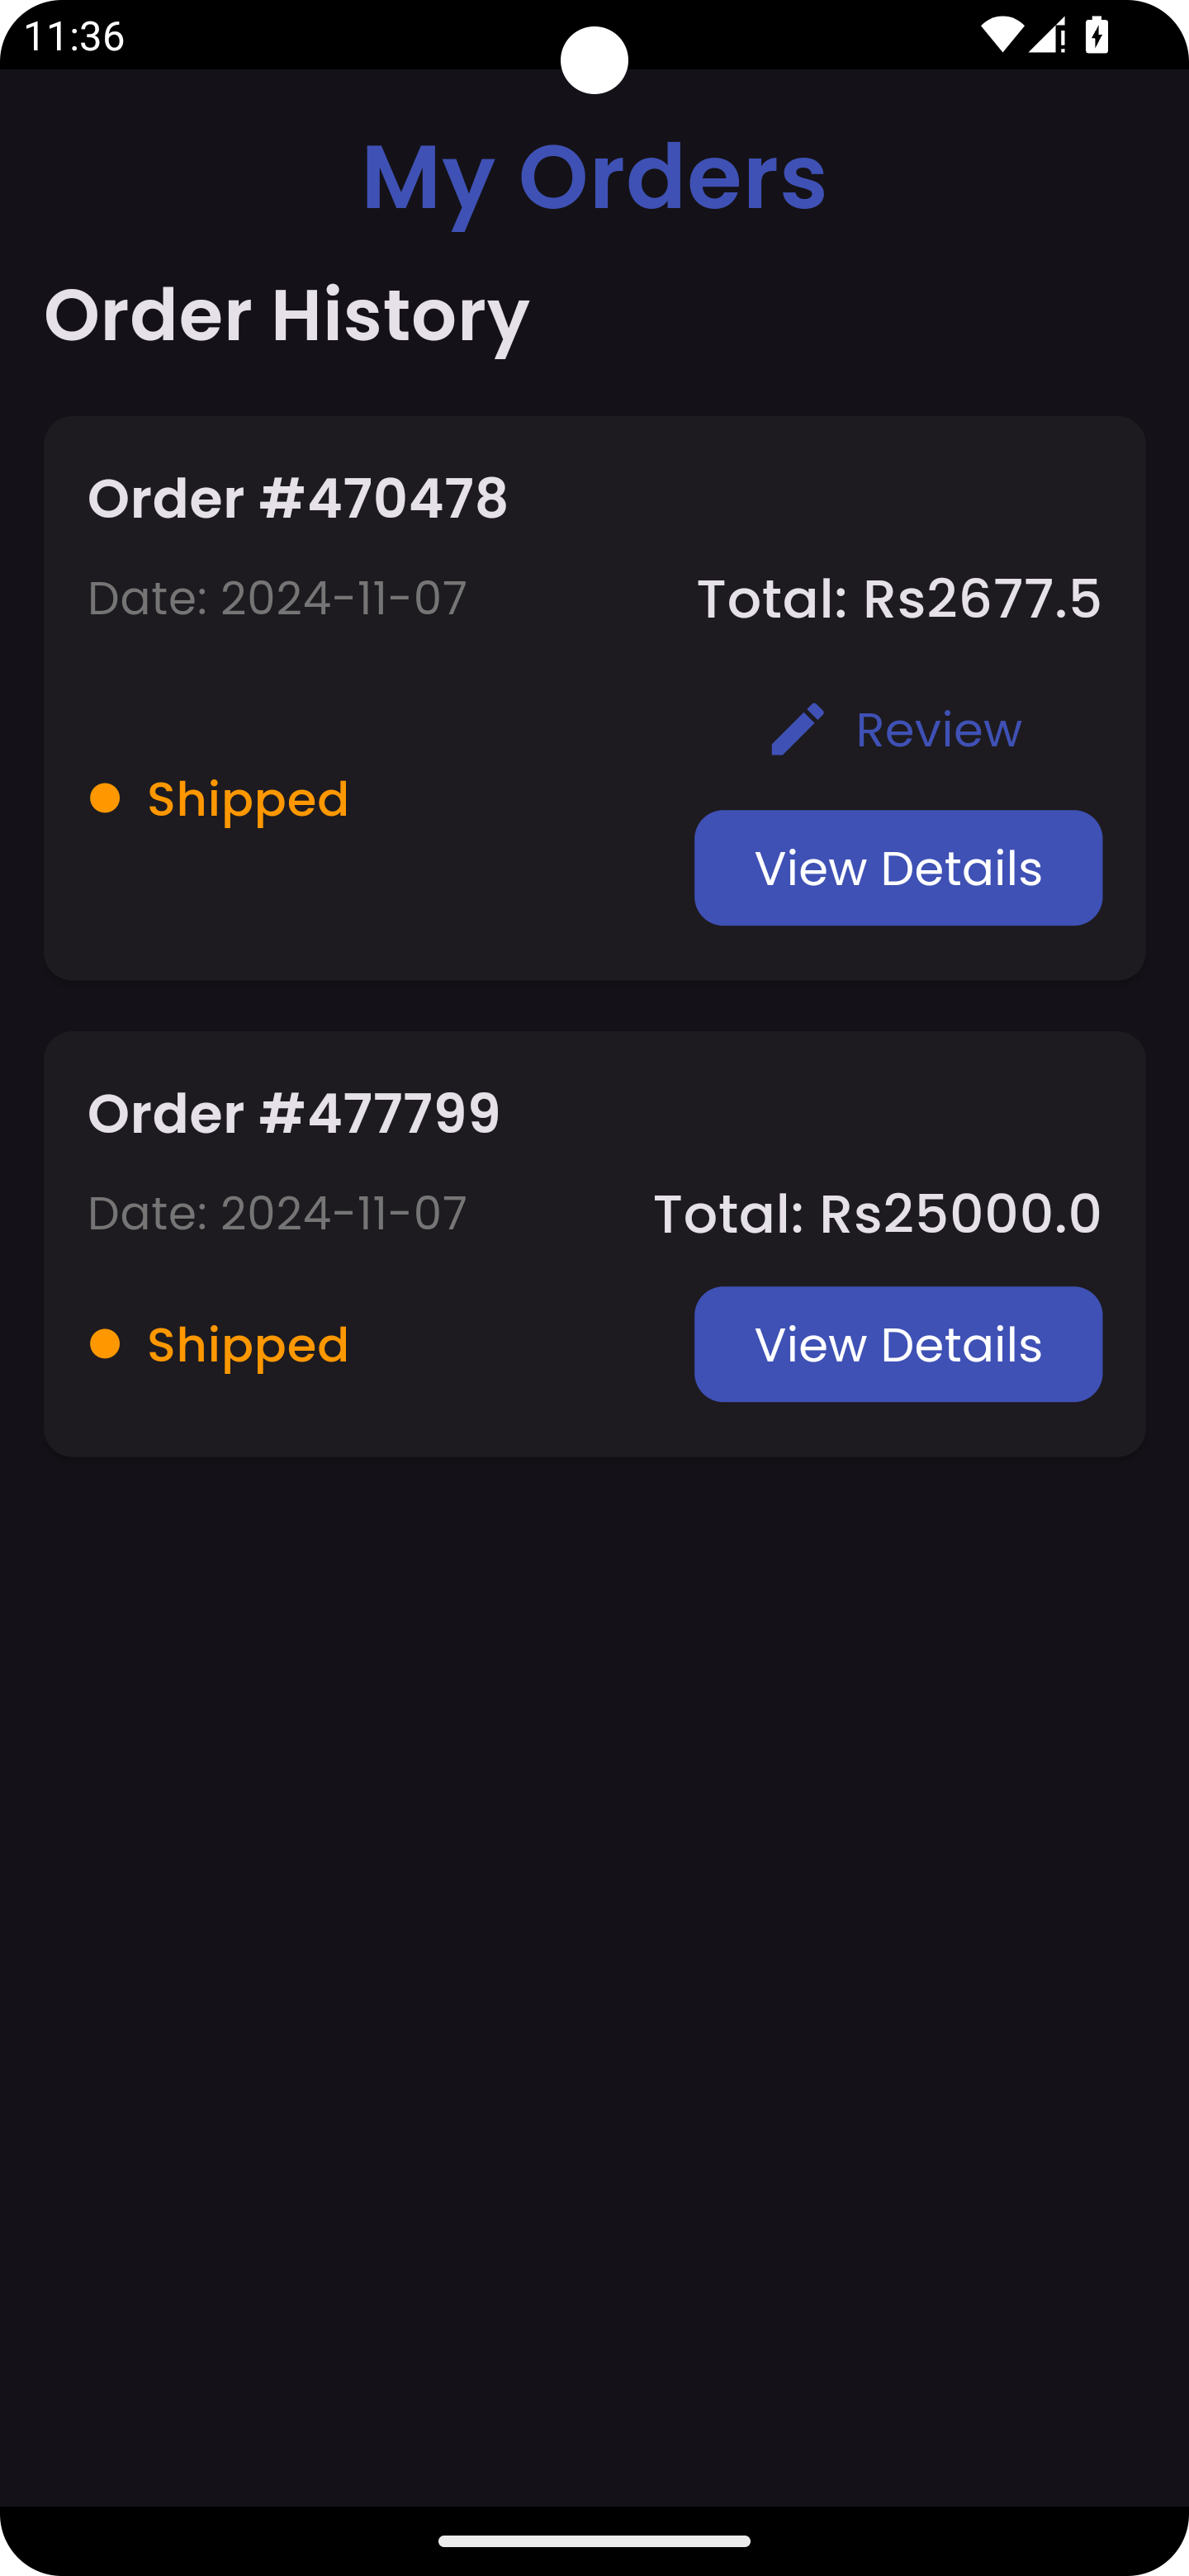 11:36
My Orders
Order History
Order #470478
Date: 2024-11-07 Total: Rs2677.5
Review
Shipped
View Details
Order #477799
Date: 2024-11-07 Total: Rs25000.0
Shipped View Details